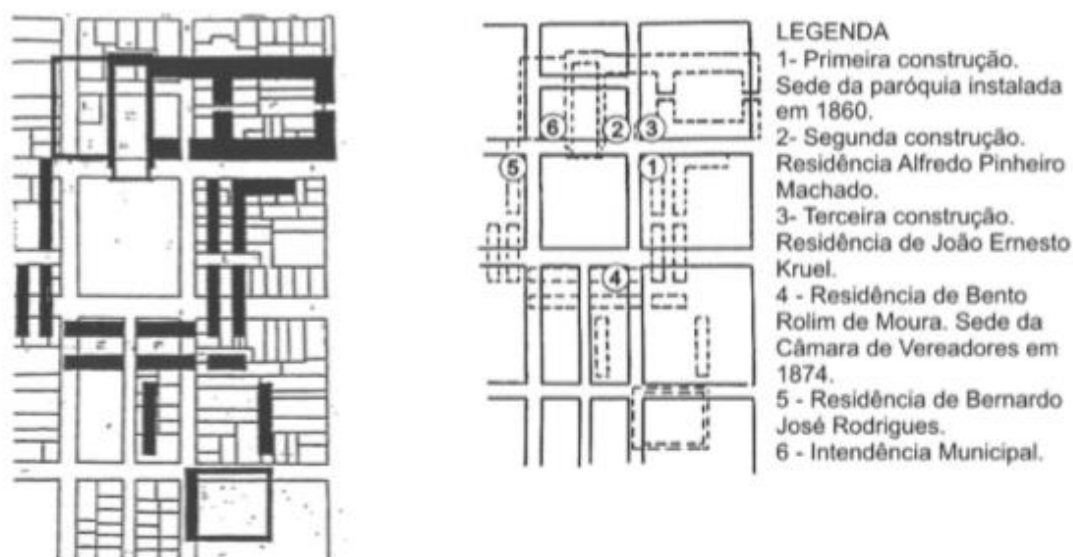 LEGENDA
1- Primeira construção.
Sede da paróquia instalada
em 1860.
2- Segunda construção.
Residência Alfredo Pinheiro
Machado.
3- Terceira construção.
Residência de João Ernesto
Kruel.
4 - Residência de Bento
Rolim de Moura. Sede da
Câmara de Vereadores em
1874.
5 - Residência de Bernardo
José Rodrigues.
6 - Intendência Municipal.
6
2
3
5
1
4